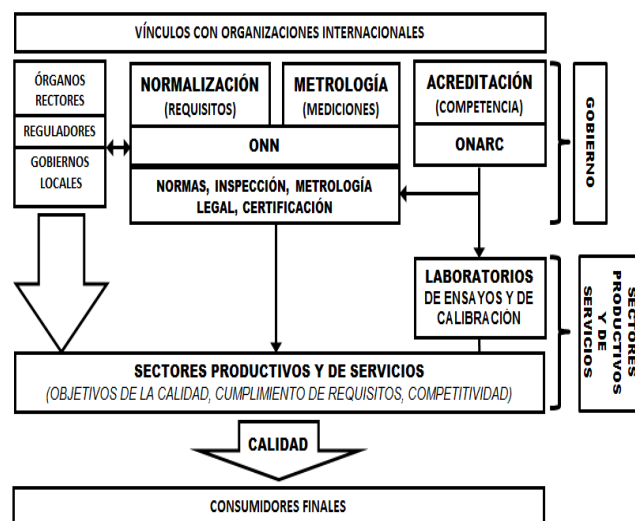 VÍNCULOS CON ORGANIZACIONES INTERNACIONALES
ÓRGANOS
RECTORES
REGULADORES
GOBIERNOS
LOCALES
NORMALIZACIÓN
(REQUISITOS)
METROLOGÍA
(MEDICIONES)
ONN
NORMAS, INSPECCIÓN, METROLOGÍA
LEGAL, CERTIFICACIÓN
ACREDITACIÓN
(COMPETENCIA)
ONARC
GOBIERNO
LABORATORIOS
DE ENSAYOS Y DE
CALIBRACIÓN
SECTORES
PRODUCTIVOS
Y DE
SERVICIOS
SECTORES PRODUCTIVOS Y DE SERVICIOS
(OBJETIVOS DE LA CALIDAD, CUMPLIMIENTO DE REQUISITOS, COMPETITIVIDAD)
CALIDAD
CONSUMIDORES FINALES